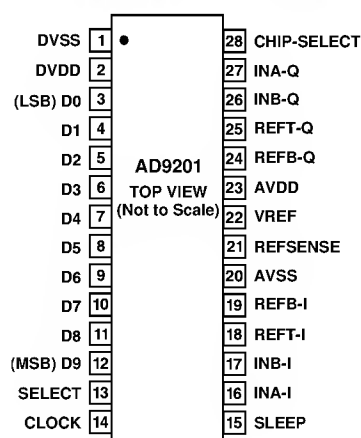 DVSS 1 28 CHIP-SELECT
DVDD 2 27 INA-Q
(LSB) D0 3 26 INB-Q
D1 4 25 REFT-Q
D2 5 24 REFB-Q
AD9201
D3 6 23 AVDD
TOP VIEW
(Not to Scale)
D4 7 22 VREF
D5 8 21 REFSENSE
D6 9 20 AVSS
D7 10 19 REFB-I
D8 11 18 REFT-I
(MSB) D9 12 17 INB-I
SELECT 13 16 INA-I
CLOCK 14 15 SLEEP